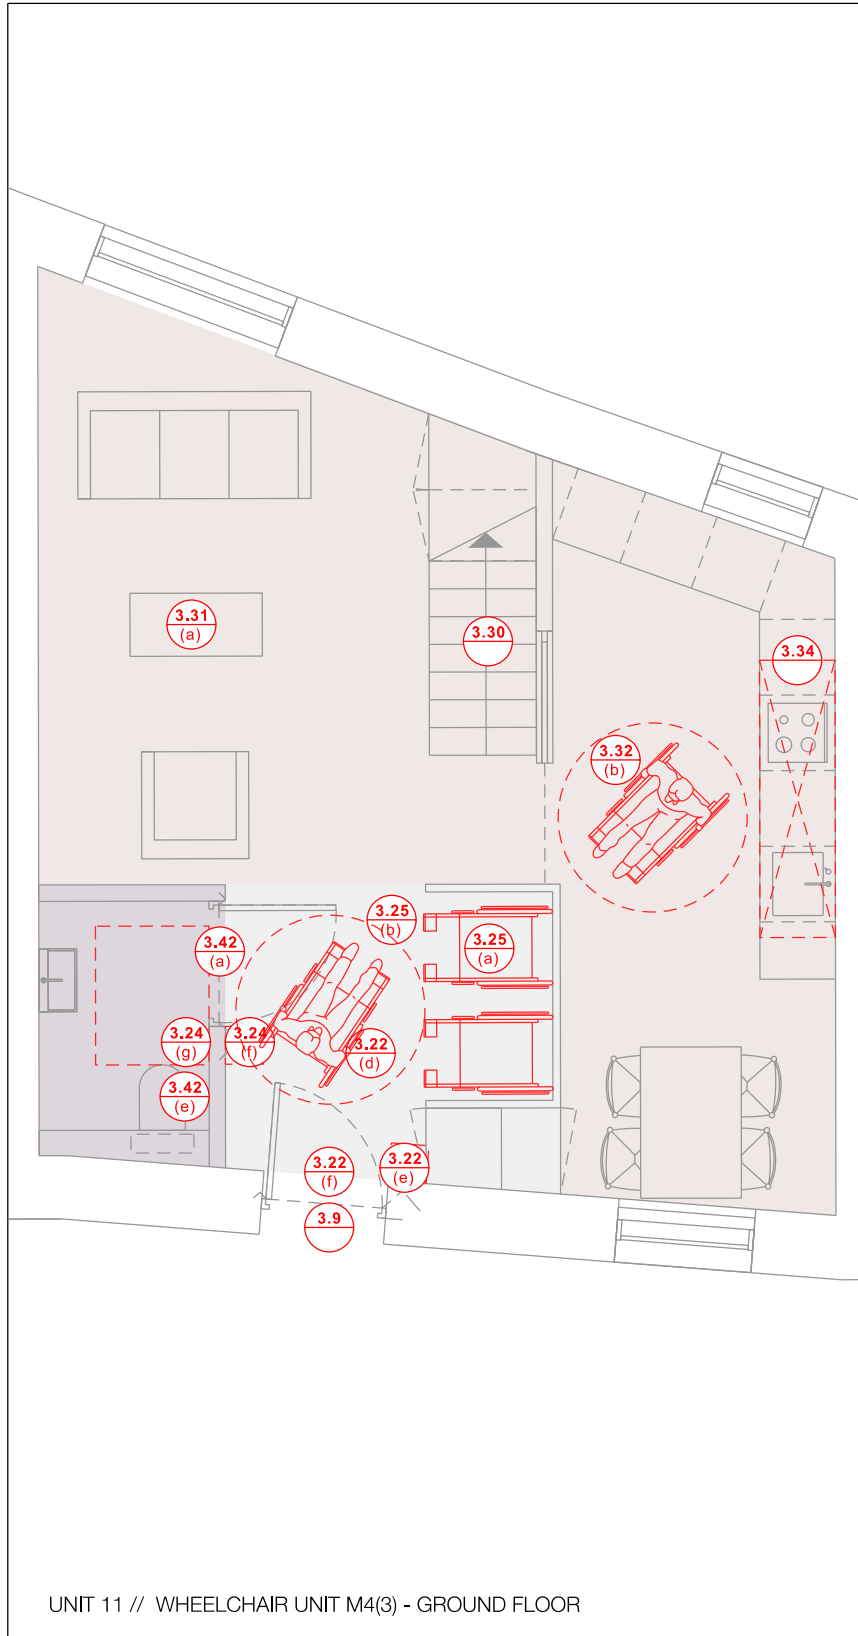 3.31
(a)
3.30
3.34
3.32
(b)
3.25
(b)
3.25
(a)
3.42
(a)
3.24
(g)
3.24
(f)
3.22
(d)
3.42
(e)
3.22
(f)
3.22
(e)
3.9
UNIT 11 // WHEELCHAIR UNIT M4(3) - GROUND FLOOR